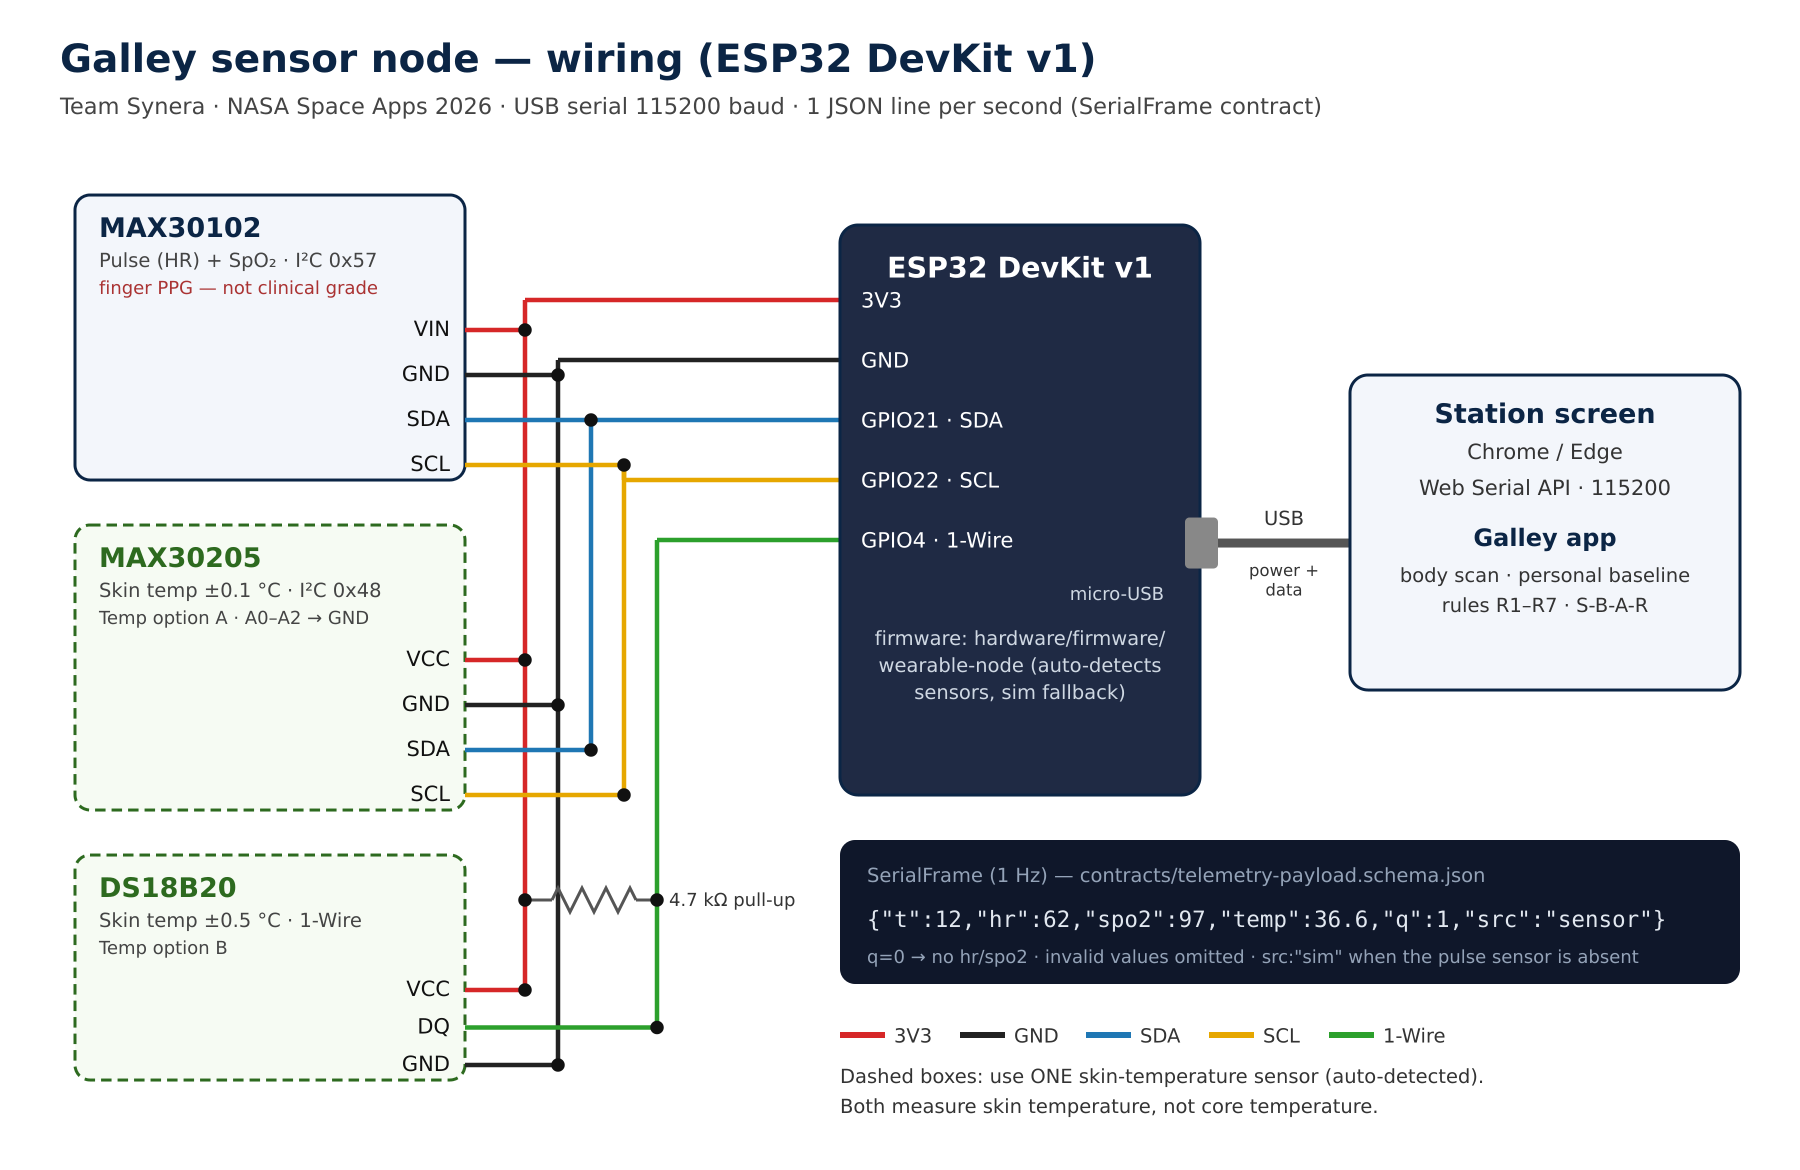 Galley sensor node — wiring (ESP32 DevKit v1)
Team Synera · NASA Space Apps 2026 · USB serial 115200 baud · 1 JSON line per second (SerialFrame contract)
MAX30102
Pulse (HR) + SpO₂ · I²C 0x57
finger PPG — not clinical grade
VIN
GND
SDA
SCL
MAX30205
Skin temp ±0.1 °C · I²C 0x48
Temp option A · A0–A2 → GND
VCC
GND
SDA
SCL
DS18B20
Skin temp ±0.5 °C · 1-Wire
Temp option B
VCC
DQ
GND
4.7 kΩ pull-up
ESP32 DevKit v1
3V3
GND
GPIO21 · SDA
GPIO22 · SCL
GPIO4 · 1-Wire
micro-USB
firmware: hardware/firmware/
wearable-node (auto-detects
sensors, sim fallback)
USB
power +
data
Station screen
Chrome / Edge
Web Serial API · 115200
Galley app
body scan · personal baseline
rules R1–R7 · S-B-A-R
SerialFrame (1 Hz) — contracts/telemetry-payload.schema.json
{"t":12,"hr":62,"spo2":97,"temp":36.6,"q":1,"src":"sensor"}
q=0 → no hr/spo2 · invalid values omitted · src:"sim" when the pulse sensor is absent
3V3 GND SDA SCL 1-Wire
Dashed boxes: use ONE skin-temperature sensor (auto-detected).
Both measure skin temperature, not core temperature.